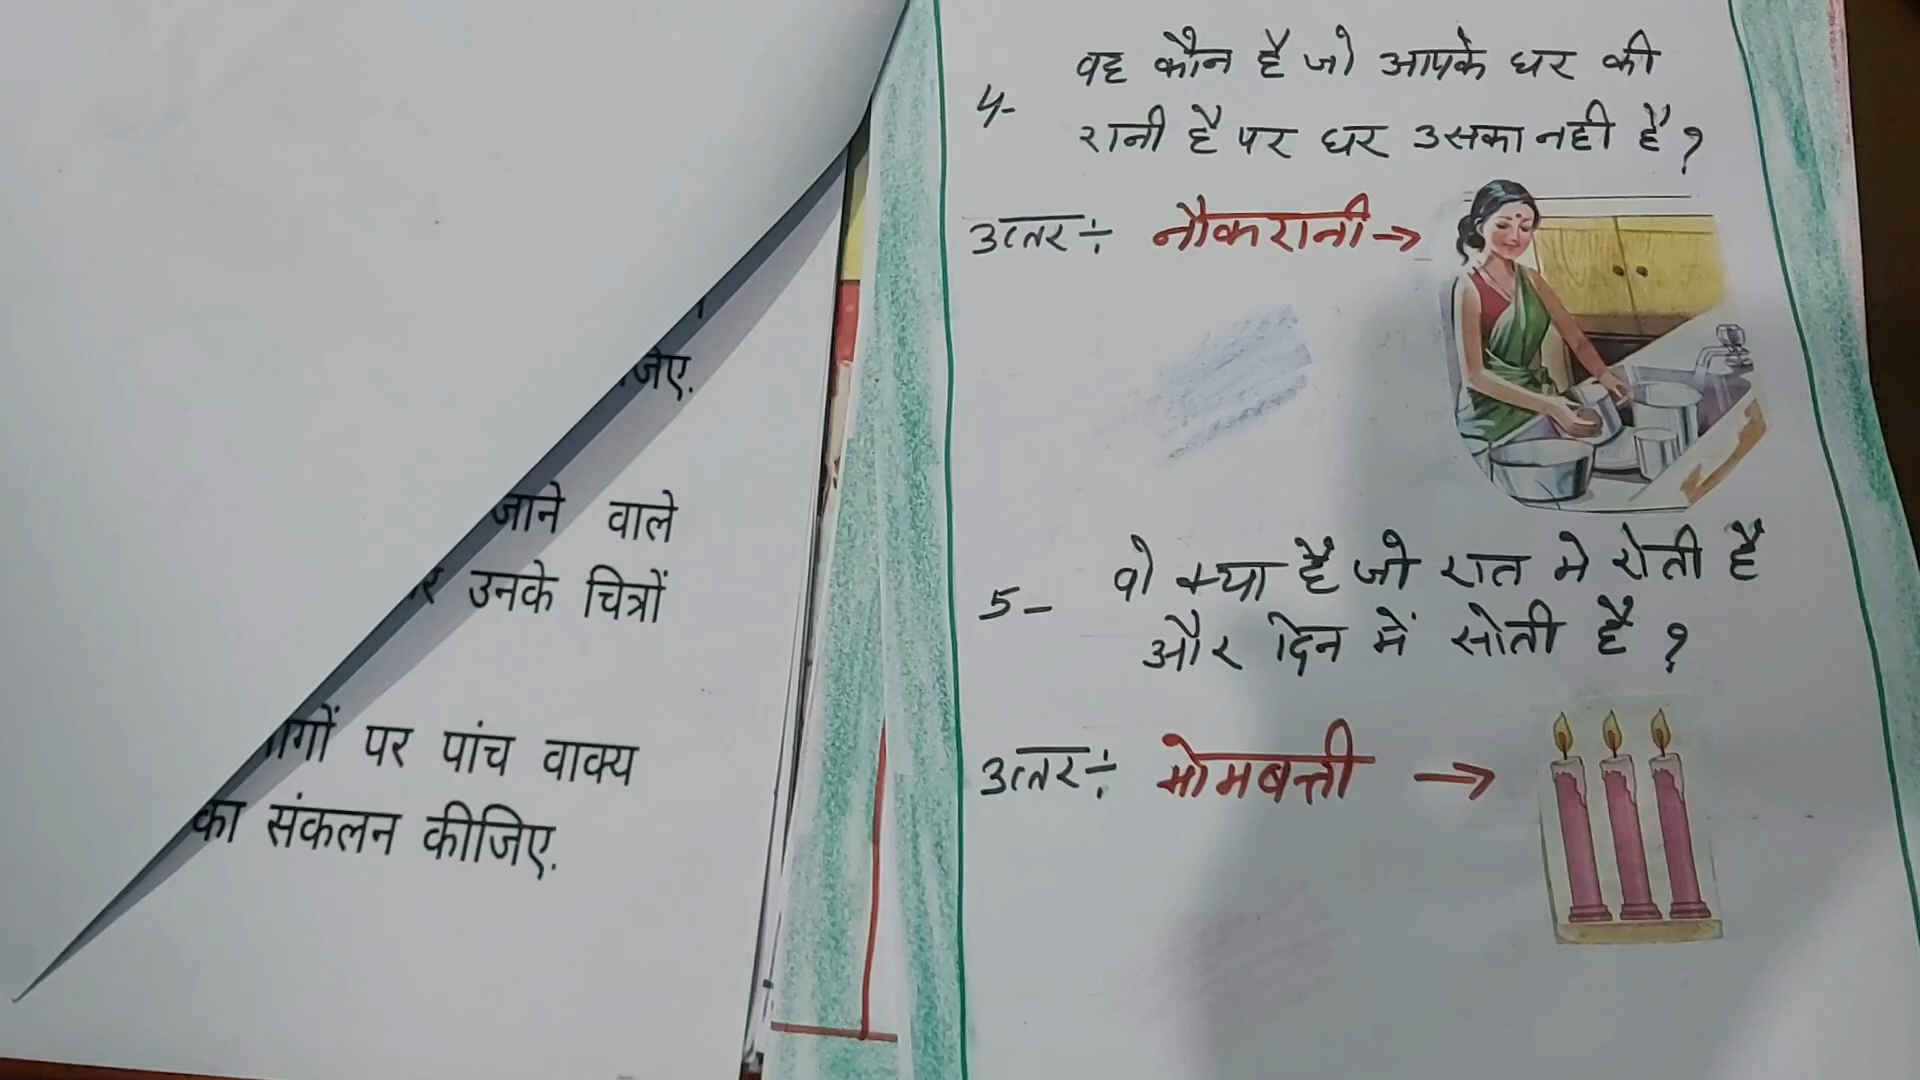 जिए.
जाने वाले
र उनके चित्रों
ागों पर पांच वाक्य
का संकलन कीजिए.
4- वह कौन है जो आपके घर की
रानी है पर घर उसका नही है ?
उत्तर÷ नौकरानी→
5- वो क्या है जो रात मे रोती है
और दिन में सोती है ?
उत्तर÷ मोमबत्ती →